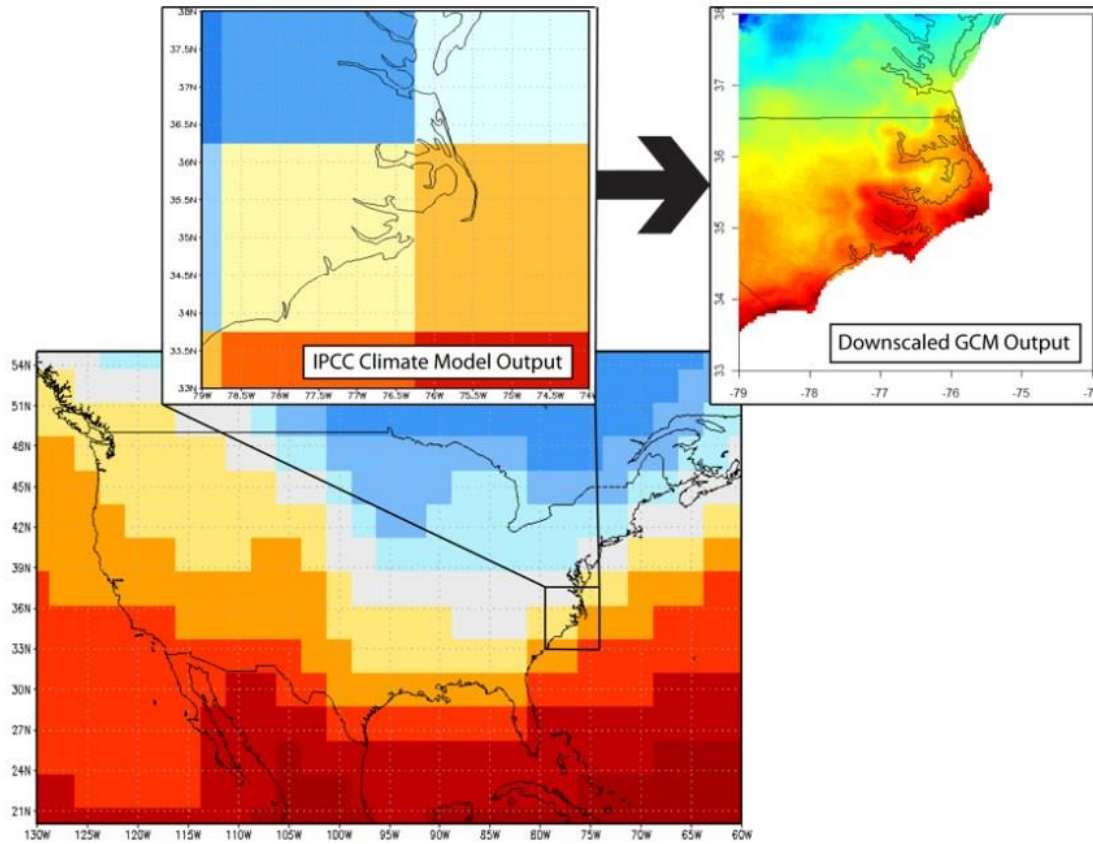 38N
37.5N
37N
36.5N
36N
35.5N
35N
34.5N
34N
33.5N
33N
79W 78.5W 78W 77.5W 77W 76.5W 76W 75.5W 75W 74.5W 74W
IPCC Climate Model Output
38
37
36
35
34
33
-79 -78 -77 -76 -75
Downscaled GCM Output
54N
51N
48N
45N
42N
39N
36N
33N
30N
27N
24N
21N
130W 125W 120W 115W 110W 105W 100W 95W 90W 85W 80W 75W 70W 65W 60W